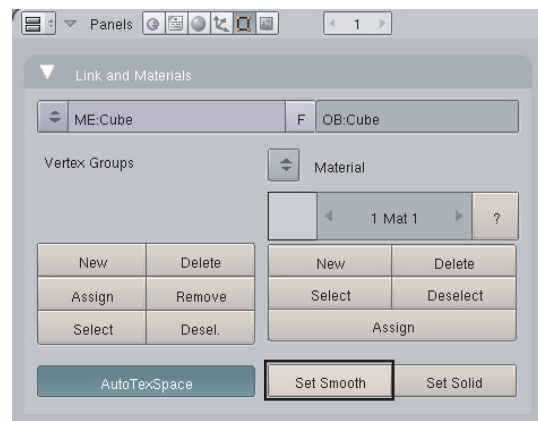 Panels 1
Link and Materials
ME:Cube F OB:Cube
Vertex Groups Material
1 Mat 1 ?
New Delete New Delete
Assign Remove Select Deselect
Select Desel. Assign
AutoTexSpace Set Smooth Set Solid